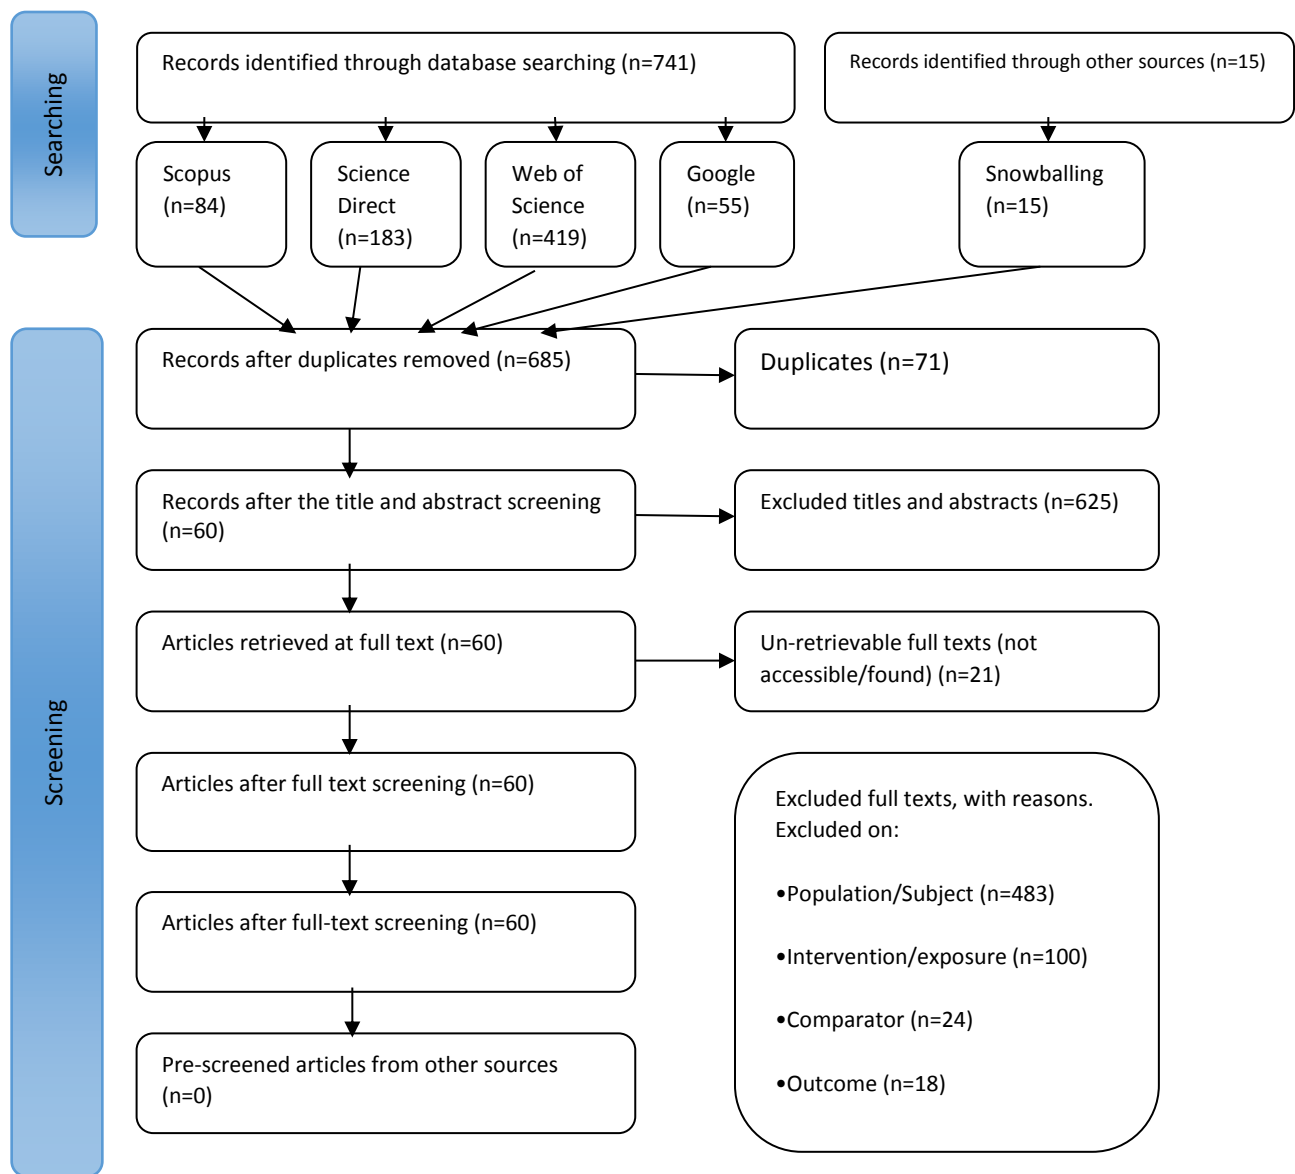 Searching
Records identified through database searching (n=741)
Records identified through other sources (n=15)
Scopus
(n=84)
Science
Direct
(n=183)
Web of
Science
(n=419)
Google
(n=55)
Snowballing
(n=15)
Screening
Records after duplicates removed (n=685)
Duplicates (n=71)
Records after the title and abstract screening
(n=60)
Excluded titles and abstracts (n=625)
Articles retrieved at full text (n=60)
Un-retrievable full texts (not
accessible/found) (n=21)
Articles after full text screening (n=60)
Articles after full-text screening (n=60)
Pre-screened articles from other sources
(n=0)
Excluded full texts, with reasons.
Excluded on:
•Population/Subject (n=483)
•Intervention/exposure (n=100)
•Comparator (n=24)
•Outcome (n=18)